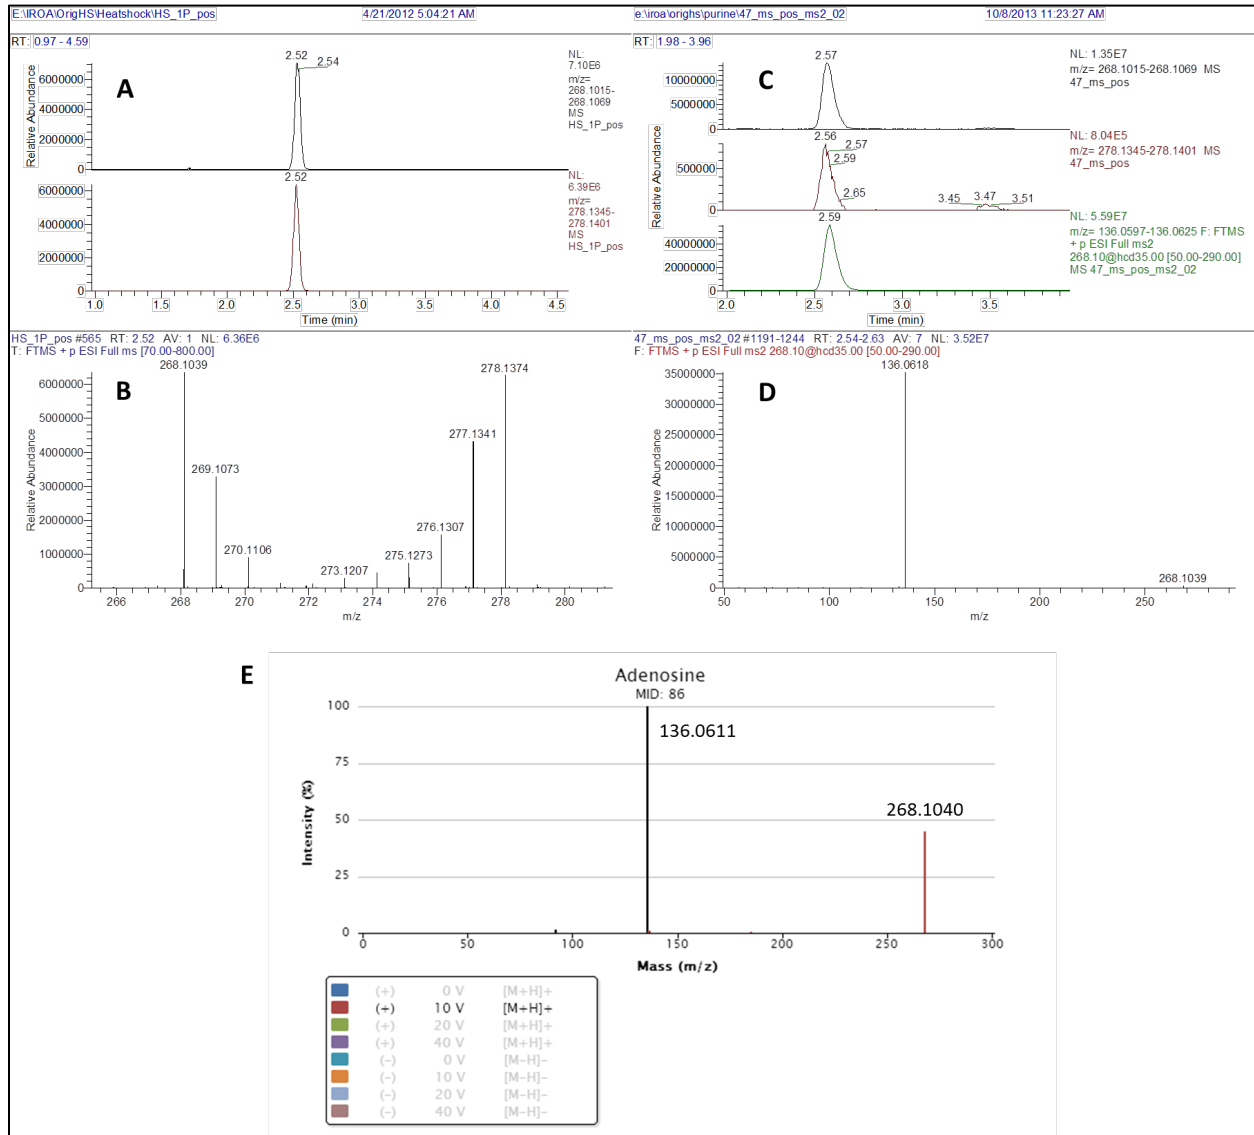 E:\IROA\OrigHS\Heatshock\HS_1P_pos 4/21/2012 5:04:21 AM
RT: 0.97 - 4.59
A
Relative Abundance
6000000
4000000
2000000
0
2.52
2.54
NL:
7.10E6
m/z=
268.1015-
268.1069
MS
HS_1P_pos
6000000
4000000
2000000
0
2.52
NL:
6.39E6
m/z=
278.1345-
278.1401
MS
HS_1P_pos
1.0 1.5 2.0 2.5 3.0 3.5 4.0 4.5
Time (min)
e:\iroa\orighs\purine\47_ms_pos_ms2_02 10/8/2013 11:23:27 AM
RT: 1.98 - 3.96
C
Relative Abundance
10000000
5000000
0
2.57
NL: 1.35E7
m/z= 268.1015-268.1069 MS
47_ms_pos
500000
0
2.56
2.57
2.59
2.65
3.45 3.47 3.51
NL: 8.04E5
m/z= 278.1345-278.1401 MS
47_ms_pos
40000000
20000000
0
2.59
NL: 5.59E7
m/z= 136.0597-136.0625 F: FTMS
+ p ESI Full ms2
268.10@hcd35.00 [50.00-290.00]
MS 47_ms_pos_ms2_02
2.0 2.5 3.0 3.5
Time (min)
HS_1P_pos #565 RT: 2.52 AV: 1 NL: 6.36E6
T: FTMS + p ESI Full ms [70.00-800.00]
B
Relative Abundance
6000000
5000000
4000000
3000000
2000000
1000000
0
268.1039
269.1073
270.1106
273.1207
275.1273
276.1307
277.1341
278.1374
266 268 270 272 274 276 278 280
m/z
47_ms_pos_ms2_02 #1191-1244 RT: 2.54-2.63 AV: 7 NL: 3.52E7
F: FTMS + p ESI Full ms2 268.10@hcd35.00 [50.00-290.00]
D
Relative Abundance
35000000
30000000
25000000
20000000
15000000
10000000
5000000
0
136.0618
268.1039
50 100 150 200 250
m/z
E
Adenosine
MID: 86
Intensity (%)
100
75
50
25
0
136.0611
268.1040
0 50 100 150 200 250 300
Mass (m/z)
(+) 0 V [M+H]+
(+) 10 V [M+H]+
(+) 20 V [M+H]+
(+) 40 V [M+H]+
(-) 0 V [M-H]-
(-) 10 V [M-H]-
(-) 20 V [M-H]-
(-) 40 V [M-H]-